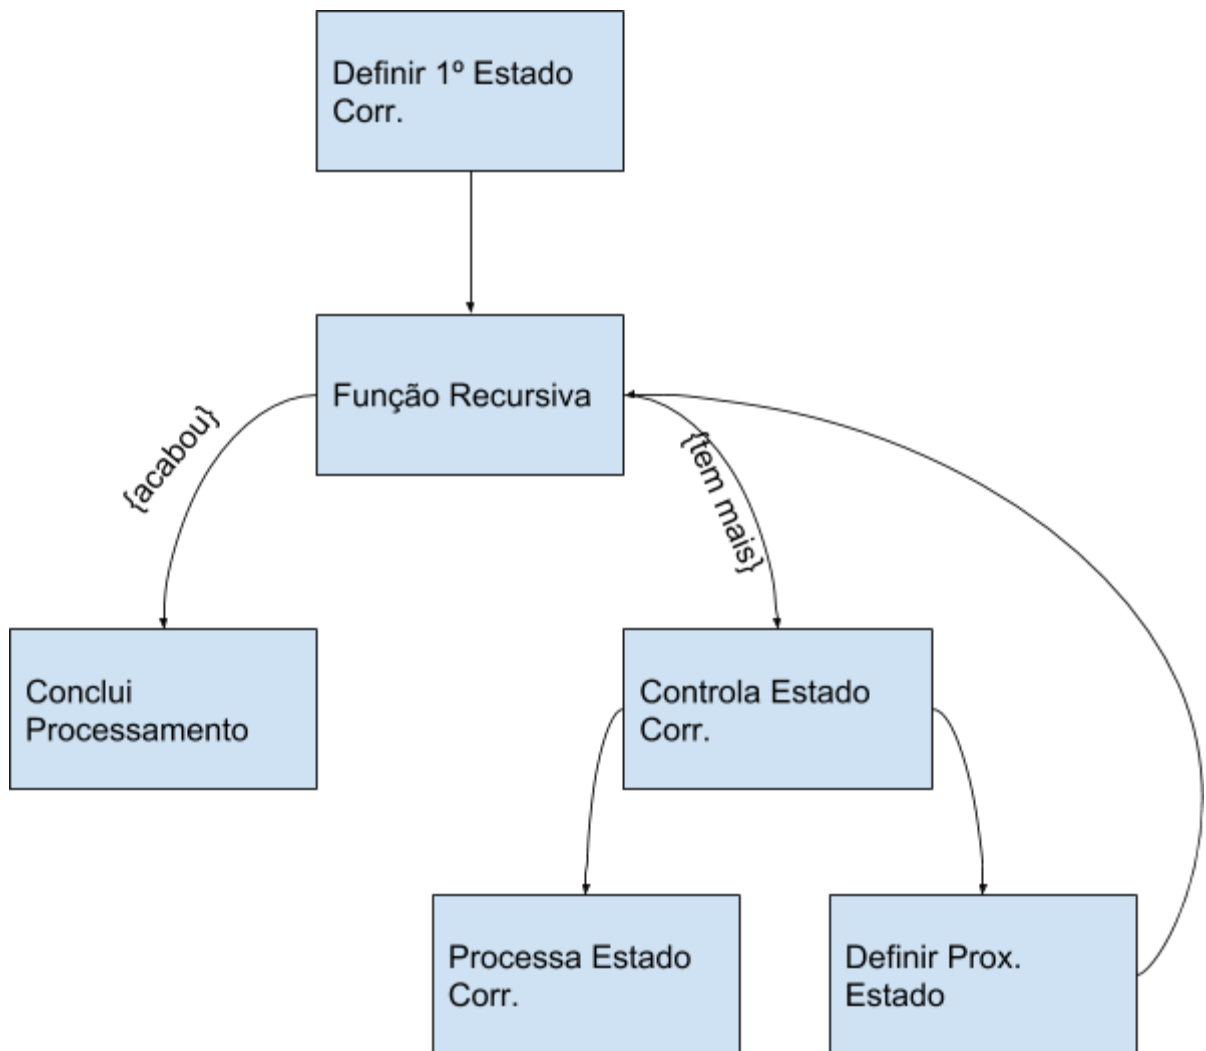 Definir 1º Estado
Corr.
Função Recursiva
{acabou}
{tem mais}
Conclui
Processamento
Controla Estado
Corr.
Processa Estado
Corr.
Definir Prox.
Estado